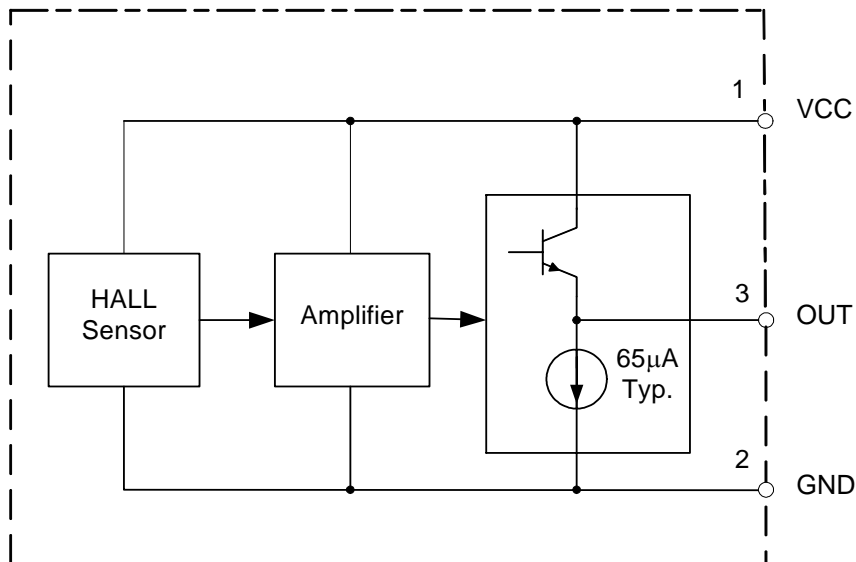 1
VCC
HALL
Sensor
Amplifier
3
OUT
65μA
Typ.
2
GND